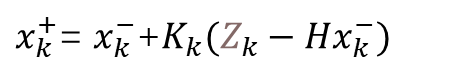 x_k^+ = x_k^- + K_k(Z_k − Hx_k^-)